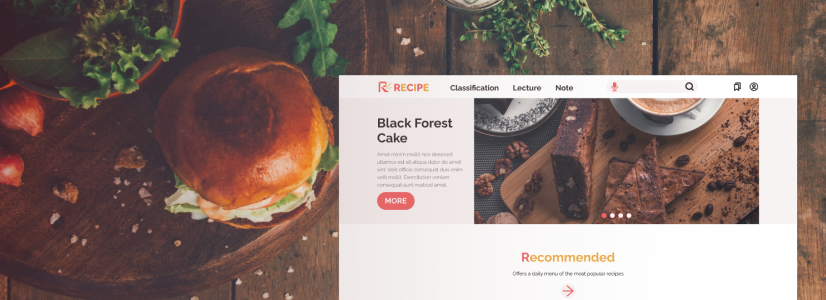 RECIPE Classification Lecture Note
Black Forest
Cake
Amet minim mollit non deserunt
ullamco est sit aliqua dolor do amet
sint. Velit officia consequat duis enim
velit mollit. Exercitation veniam
consequat sunt nostrud amet.
MORE
Recommended
Offers a daily menu of the most popular recipes